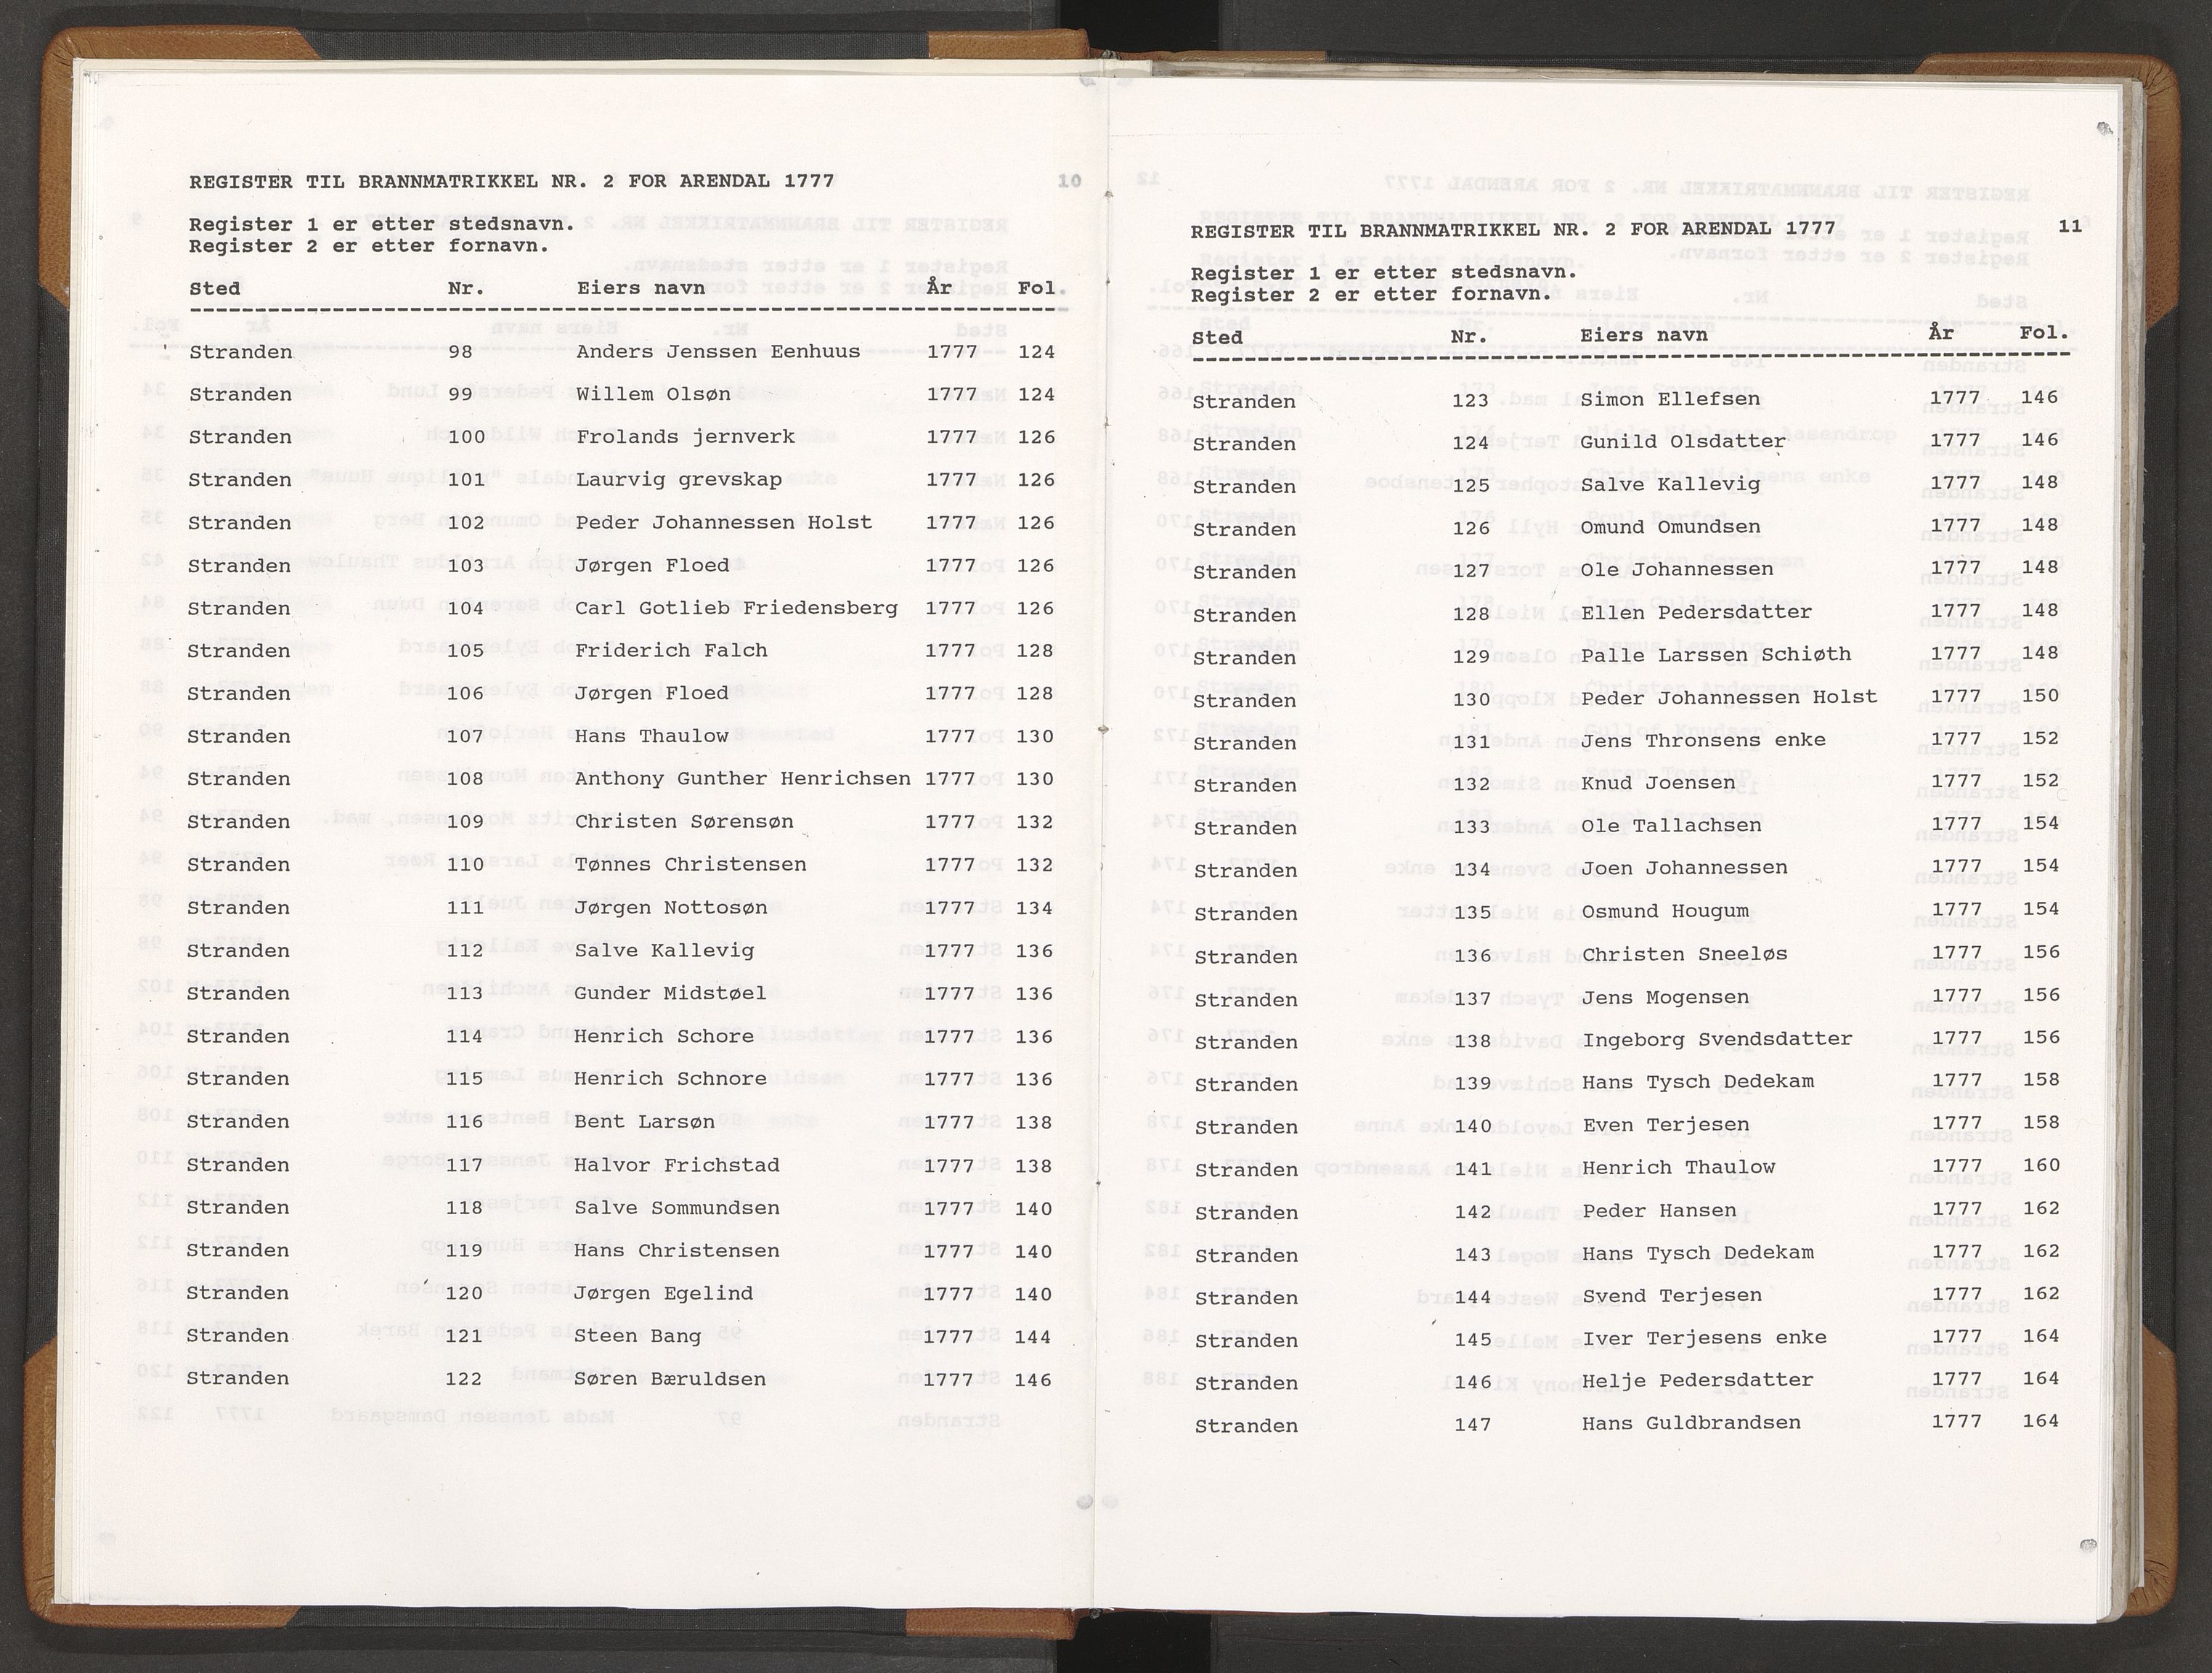 REGISTER TIL BRANNMATRIKKEL NR. 2 FOR ARENDAL 1777 10
Register 1 er etter stedsnavn.
Register 2 er etter fornavn.
Sted Nr. Eiers navn År Fol.
Stranden 98 Anders Jenssen Eenhuus 1777 124
Stranden 99 Willem Olsøn 1777 124
Stranden 100 Frolands jernverk 1777 126
Stranden 101 Laurvig grevskap 1777 126
Stranden 102 Peder Johannessen Holst 1777 126
Stranden 103 Jørgen Floed 1777 126
Stranden 104 Carl Gotlieb Friedensberg 1777 126
Stranden 105 Friderich Falch 1777 128
Stranden 106 Jørgen Floed 1777 128
Stranden 107 Hans Thaulow 1777 130
Stranden 108 Anthony Gunther Henrichsen 1777 130
Stranden 109 Christen Sørensøn 1777 132
Stranden 110 Tønnes Christensen 1777 132
Stranden 111 Jørgen Nottosøn 1777 134
Stranden 112 Salve Kallevig 1777 136
Stranden 113 Gunder Midstøel 1777 136
Stranden 114 Henrich Schore 1777 136
Stranden 115 Henrich Schnore 1777 136
Stranden 116 Bent Larsøn 1777 138
Stranden 117 Halvor Frichstad 1777 138
Stranden 118 Salve Sommundsen 1777 140
Stranden 119 Hans Christensen 1777 140
Stranden 120 Jørgen Egelind 1777 140
Stranden 121 Steen Bang 1777 144
Stranden 122 Søren Bæruldsen 1777 146
REGISTER TIL BRANNMATRIKKEL NR. 2 FOR ARENDAL 1777 11
Register 1 er etter stedsnavn.
Register 2 er etter fornavn.
Sted Nr. Eiers navn År Fol.
Stranden 123 Simon Ellefsen 1777 146
Stranden 124 Gunild Olsdatter 1777 146
Stranden 125 Salve Kallevig 1777 148
Stranden 126 Omund Omundsen 1777 148
Stranden 127 Ole Johannessen 1777 148
Stranden 128 Ellen Pedersdatter 1777 148
Stranden 129 Palle Larssen Schiøth 1777 148
Stranden 130 Peder Johannessen Holst 1777 150
Stranden 131 Jens Thronsens enke 1777 152
Stranden 132 Knud Joensen 1777 152
Stranden 133 Ole Tallachsen 1777 154
Stranden 134 Joen Johannessen 1777 154
Stranden 135 Osmund Hougum 1777 154
Stranden 136 Christen Sneeløs 1777 156
Stranden 137 Jens Mogensen 1777 156
Stranden 138 Ingeborg Svendsdatter 1777 156
Stranden 139 Hans Tysch Dedekam 1777 158
Stranden 140 Even Terjesen 1777 158
Stranden 141 Henrich Thaulow 1777 160
Stranden 142 Peder Hansen 1777 162
Stranden 143 Hans Tysch Dedekam 1777 162
Stranden 144 Svend Terjesen 1777 162
Stranden 145 Iver Terjesens enke 1777 164
Stranden 146 Helje Pedersdatter 1777 164
Stranden 147 Hans Guldbrandsen 1777 164